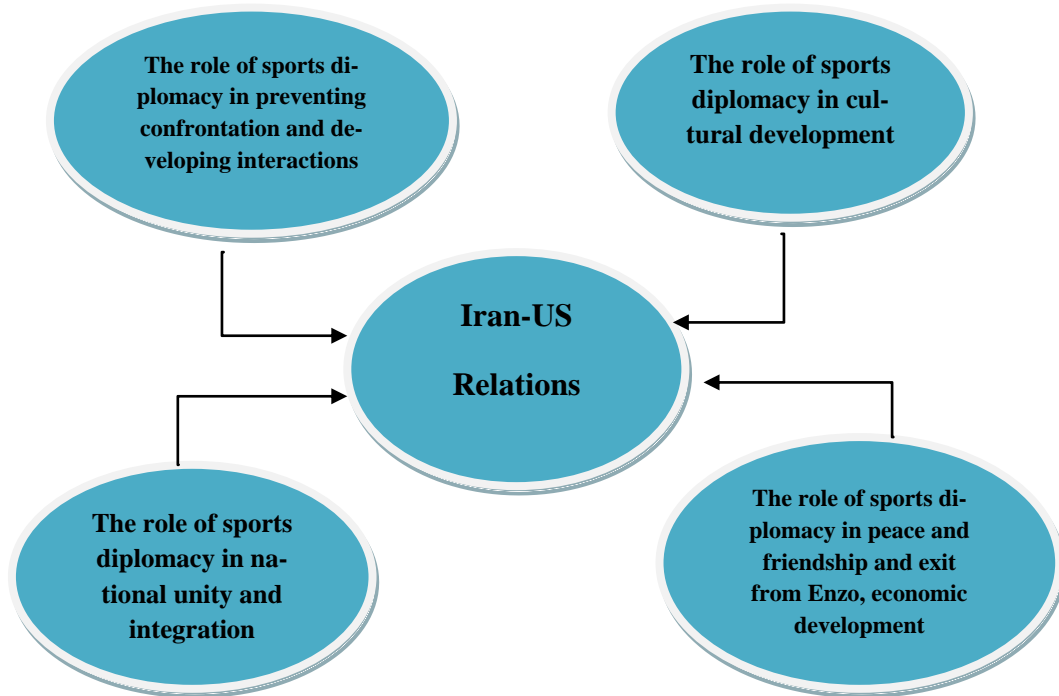 The role of sports di-
plomacy in preventing
confrontation and de-
veloping interactions
The role of sports
diplomacy in cul-
tural development
Iran-US
Relations
The role of sports
diplomacy in na-
tional unity and
integration
The role of sports di-
plomacy in peace and
friendship and exit
from Enzo, economic
development